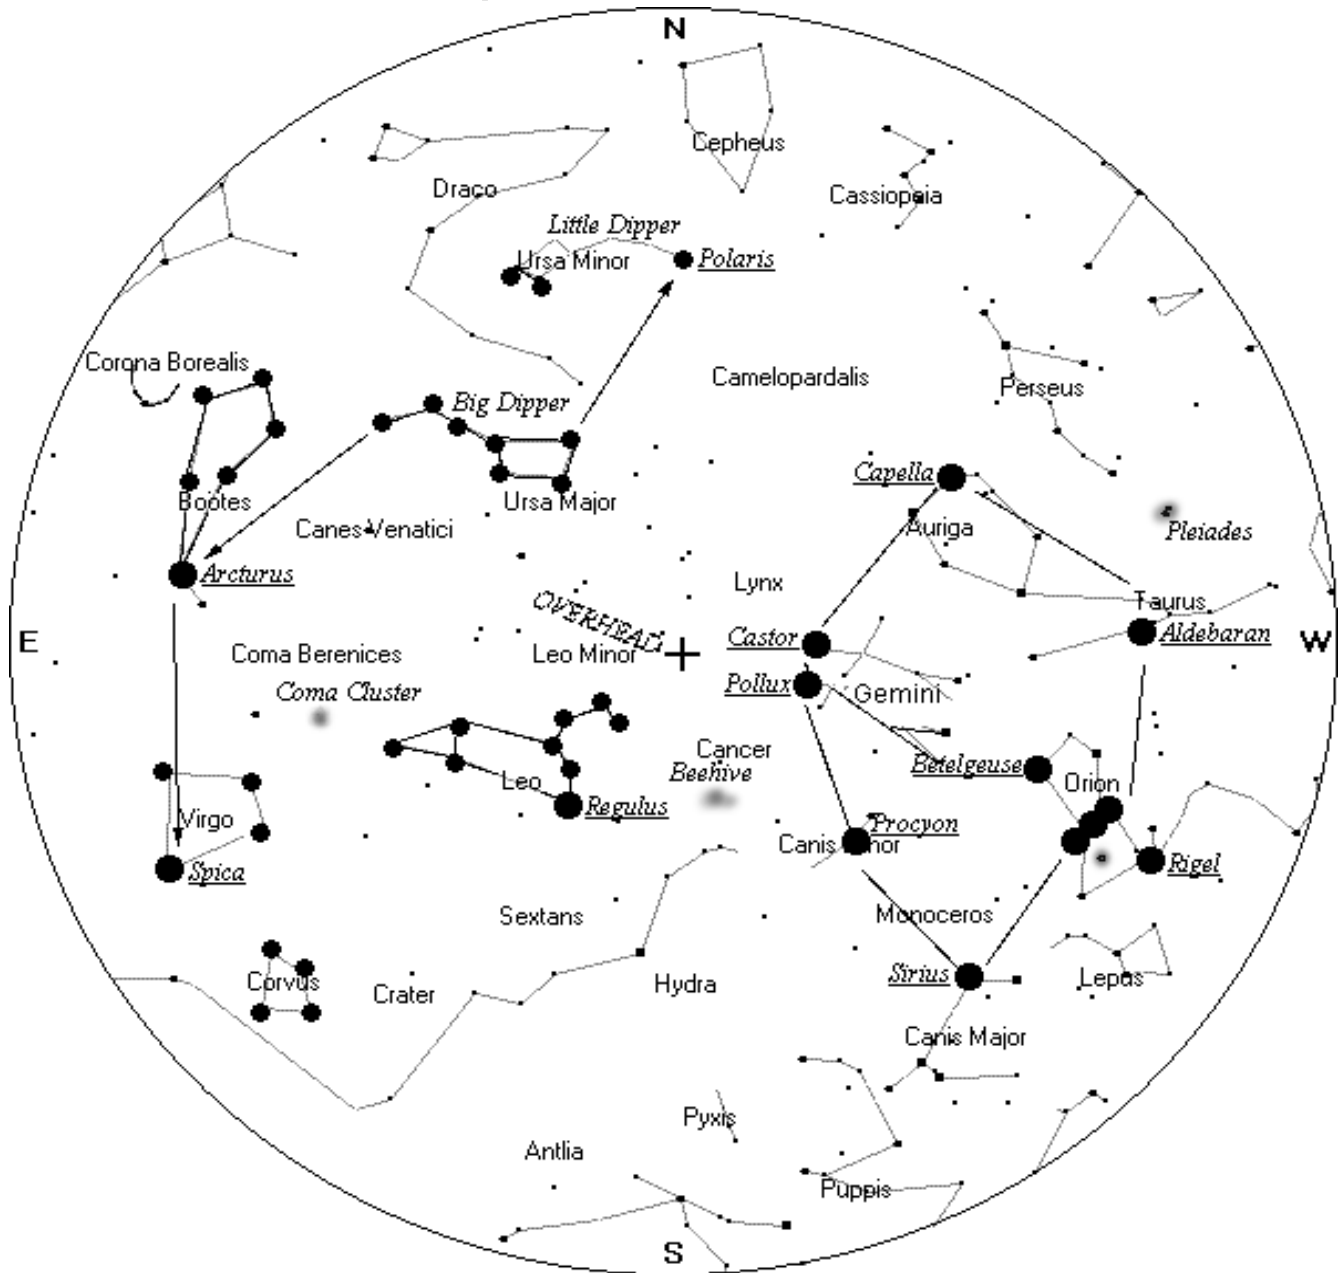 N
Cepheus
Draco
Cassiopeia
Little Dipper
Ursa Minor
Polaris
Corona Borealis
Camelopardalis
Perseus
Big Dipper
Capella
Bootes
Ursa Major
Canes Venatici
Auriga
Pleiades
Arcturus
Lynx
Taurus
OVERHEAD
E
Castor
Aldebaran
W
Coma Berenices
Leo Minor
Coma Cluster
Pollux
Gemini
Cancer
Beehive
Betelgeuse
Orion
Leo
Regulus
Virgo
Procyon
Canis Minor
Spica
Rigel
Sextans
Monoceros
Corvus
Crater
Hydra
Sirius
Lepus
Canis Major
Pyxis
Antlia
Puppis
S